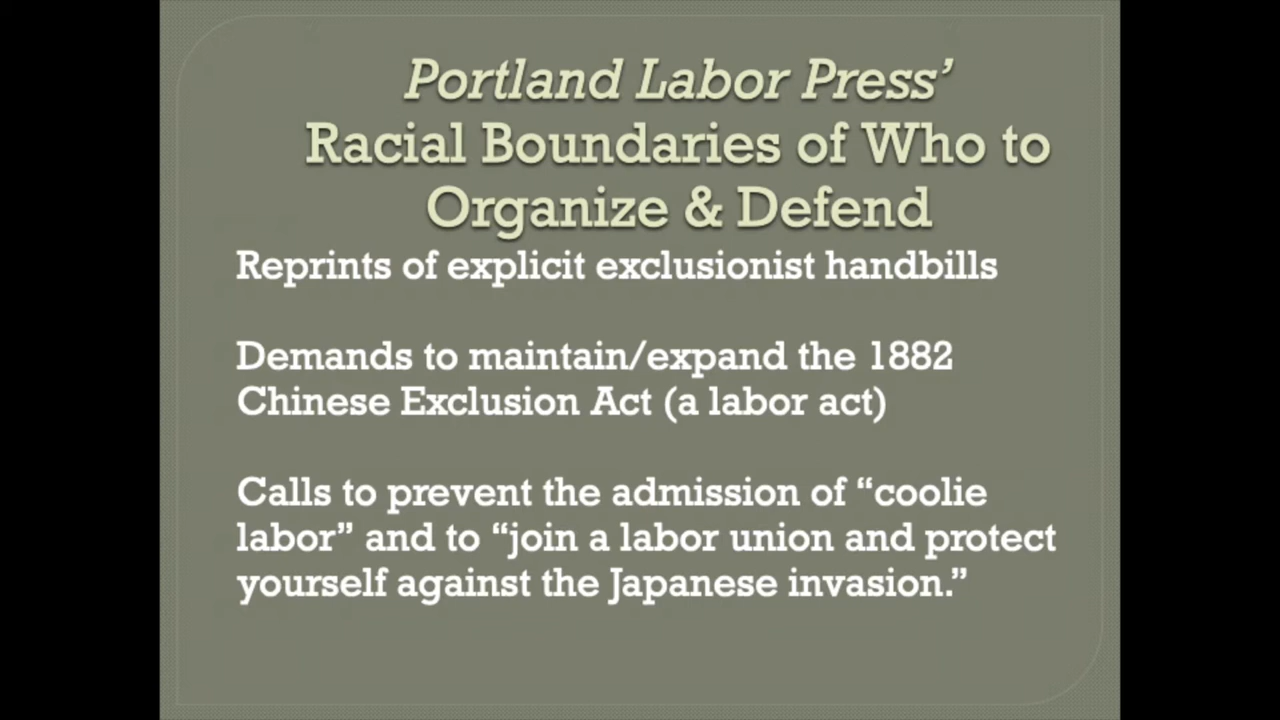 Portland Labor Press’
Racial Boundaries of Who to
Organize & Defend
Reprints of explicit exclusionist handbills
Demands to maintain/expand the 1882
Chinese Exclusion Act (a labor act)
Calls to prevent the admission of “coolie
labor” and to “join a labor union and protect
yourself against the Japanese invasion.”